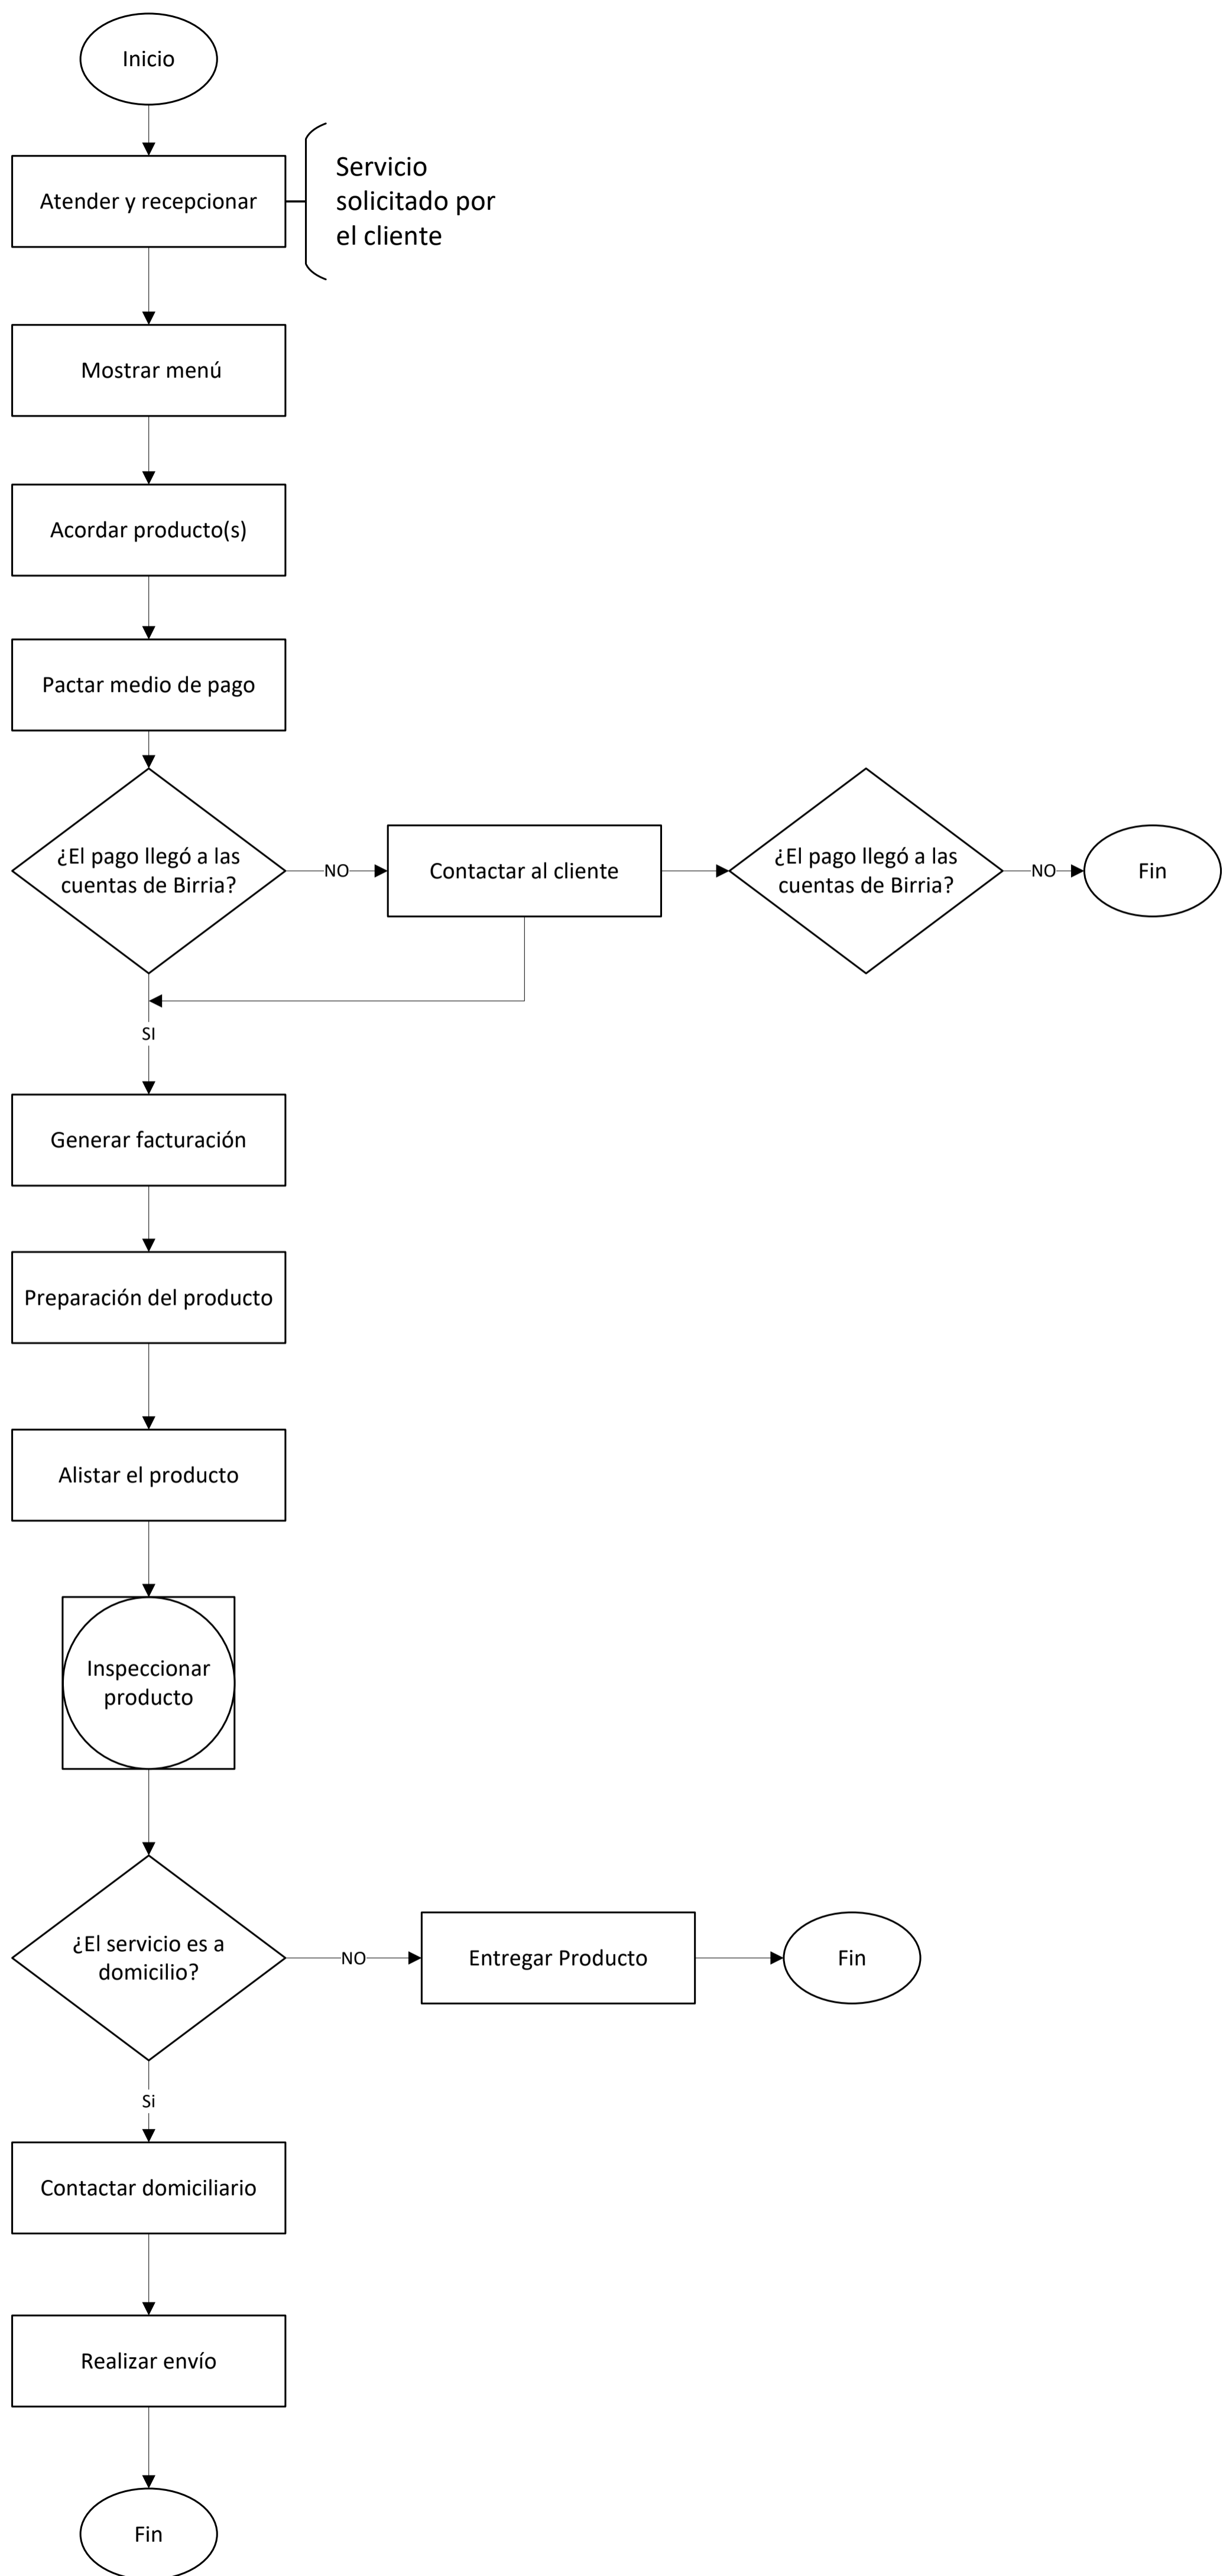 Inicio
Atender y recepcionar
Servicio
solicitado por
el cliente
Mostrar menú
Acordar producto(s)
Pactar medio de pago
¿El pago llegó a las
cuentas de Birria?
NO
Contactar al cliente
¿El pago llegó a las
cuentas de Birria?
NO
Fin
SI
Generar facturación
Preparación del producto
Alistar el producto
Inspeccionar
producto
¿El servicio es a
domicilio?
NO
Entregar Producto
Fin
Si
Contactar domiciliario
Realizar envío
Fin